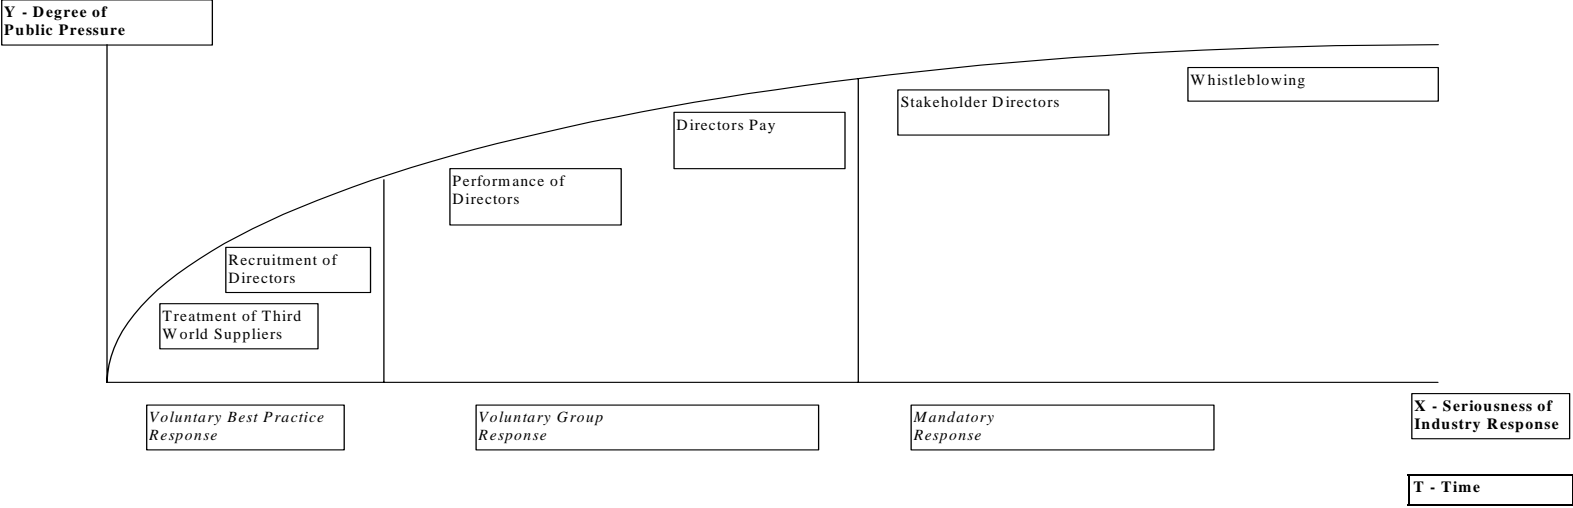 Y - Degree of
Public Pressure
Whistleblowing
Stakeholder Directors
Directors Pay
Performance of
Directors
Recruitment of
Directors
Treatment of Third
World Suppliers
Voluntary Best Practice
Response
Voluntary Group
Response
Mandatory
Response
X - Seriousness of
Industry Response
T - Time